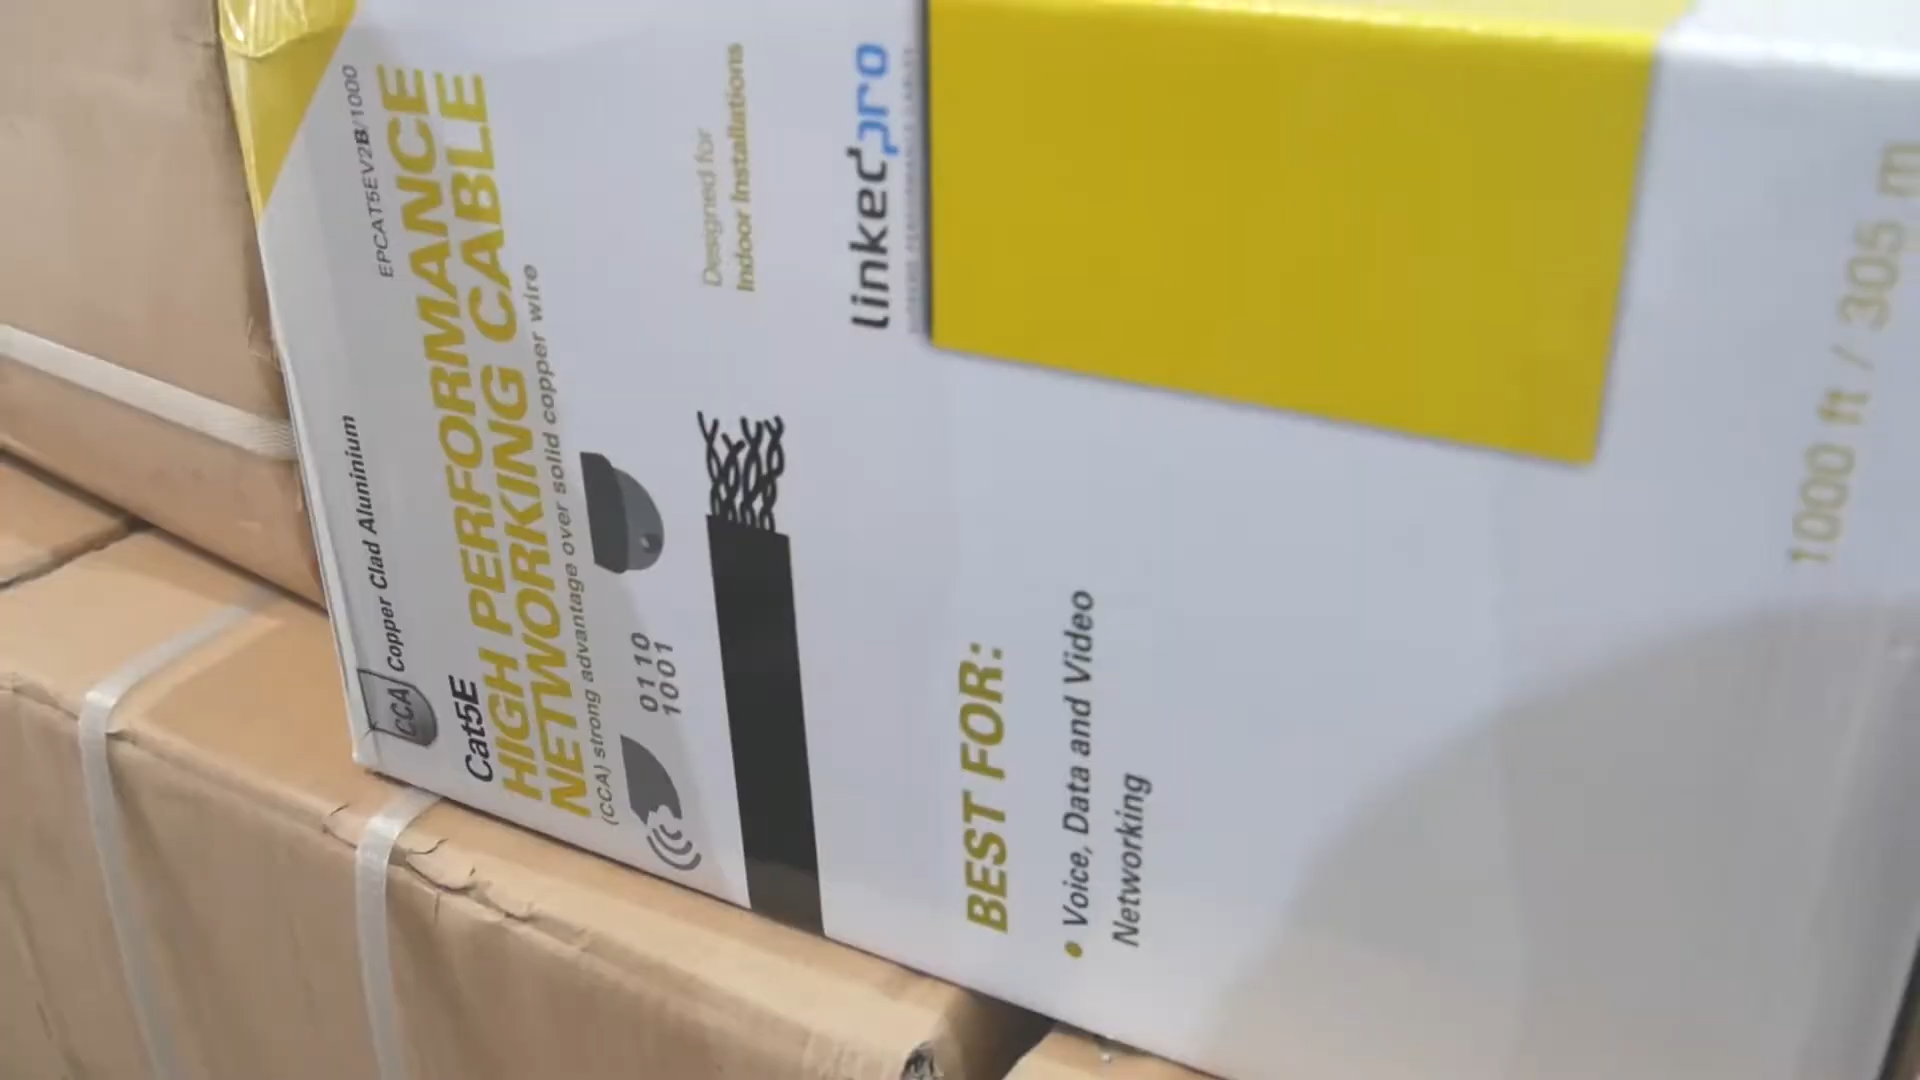 CCA Copper Clad Aluninium
EPCAT5EV2B/1000
Cat5E
HIGH PERFORMANCE
NETWORKING CABLE
(CCA) strong advantage over solid copper wire
0110
1001
Designed for
Indoor Installations
linkedpro
BEST FOR:
• Voice, Data and Video
Networking
1000 ft / 305 m